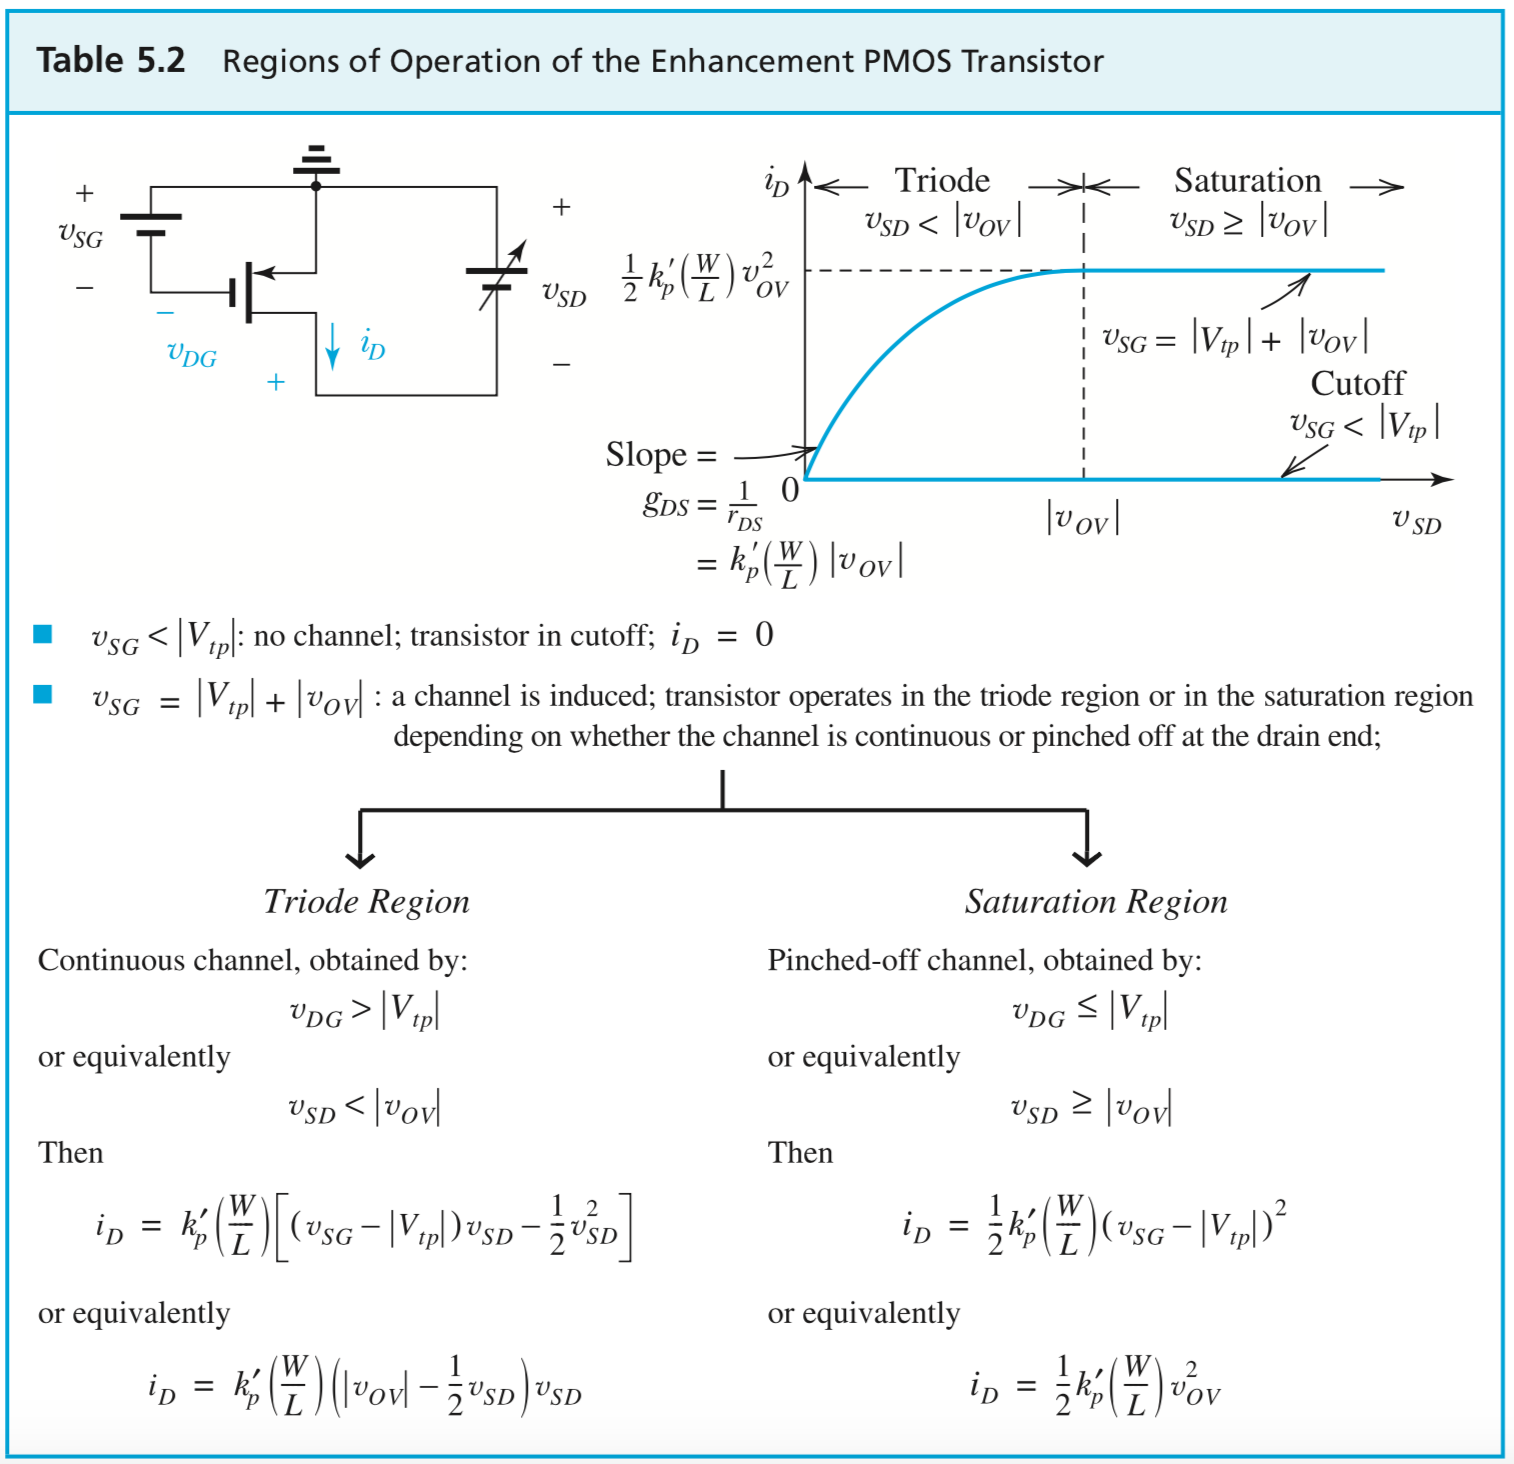 Table 5.2 Regions of Operation of the Enhancement PMOS Transistor
+
v_SG
−
−
v_DG
+
i_D
+
v_SD
−
i_D
Triode
v_SD < |v_OV|
Saturation
v_SD ≥ |v_OV|
½ k′_p (W/L) v²_OV
v_SG = |V_tp| + |v_OV|
Cutoff
v_SG < |V_tp|
Slope =
g_DS = 1/r_DS
= k′_p (W/L) |v_OV|
0
|v_OV|
v_SD
■ v_SG < |V_tp|: no channel; transistor in cutoff; i_D = 0
■ v_SG = |V_tp| + |v_OV| : a channel is induced; transistor operates in the triode region or in the saturation region
depending on whether the channel is continuous or pinched off at the drain end;
Triode Region
Continuous channel, obtained by:
v_DG > |V_tp|
or equivalently
v_SD < |v_OV|
Then
i_D = k′_p (W/L) [(v_SG − |V_tp|) v_SD − ½ v²_SD]
or equivalently
i_D = k′_p (W/L) (|v_OV| − ½ v_SD) v_SD
Saturation Region
Pinched-off channel, obtained by:
v_DG ≤ |V_tp|
or equivalently
v_SD ≥ |v_OV|
Then
i_D = ½ k′_p (W/L) (v_SG − |V_tp|)²
or equivalently
i_D = ½ k′_p (W/L) v²_OV